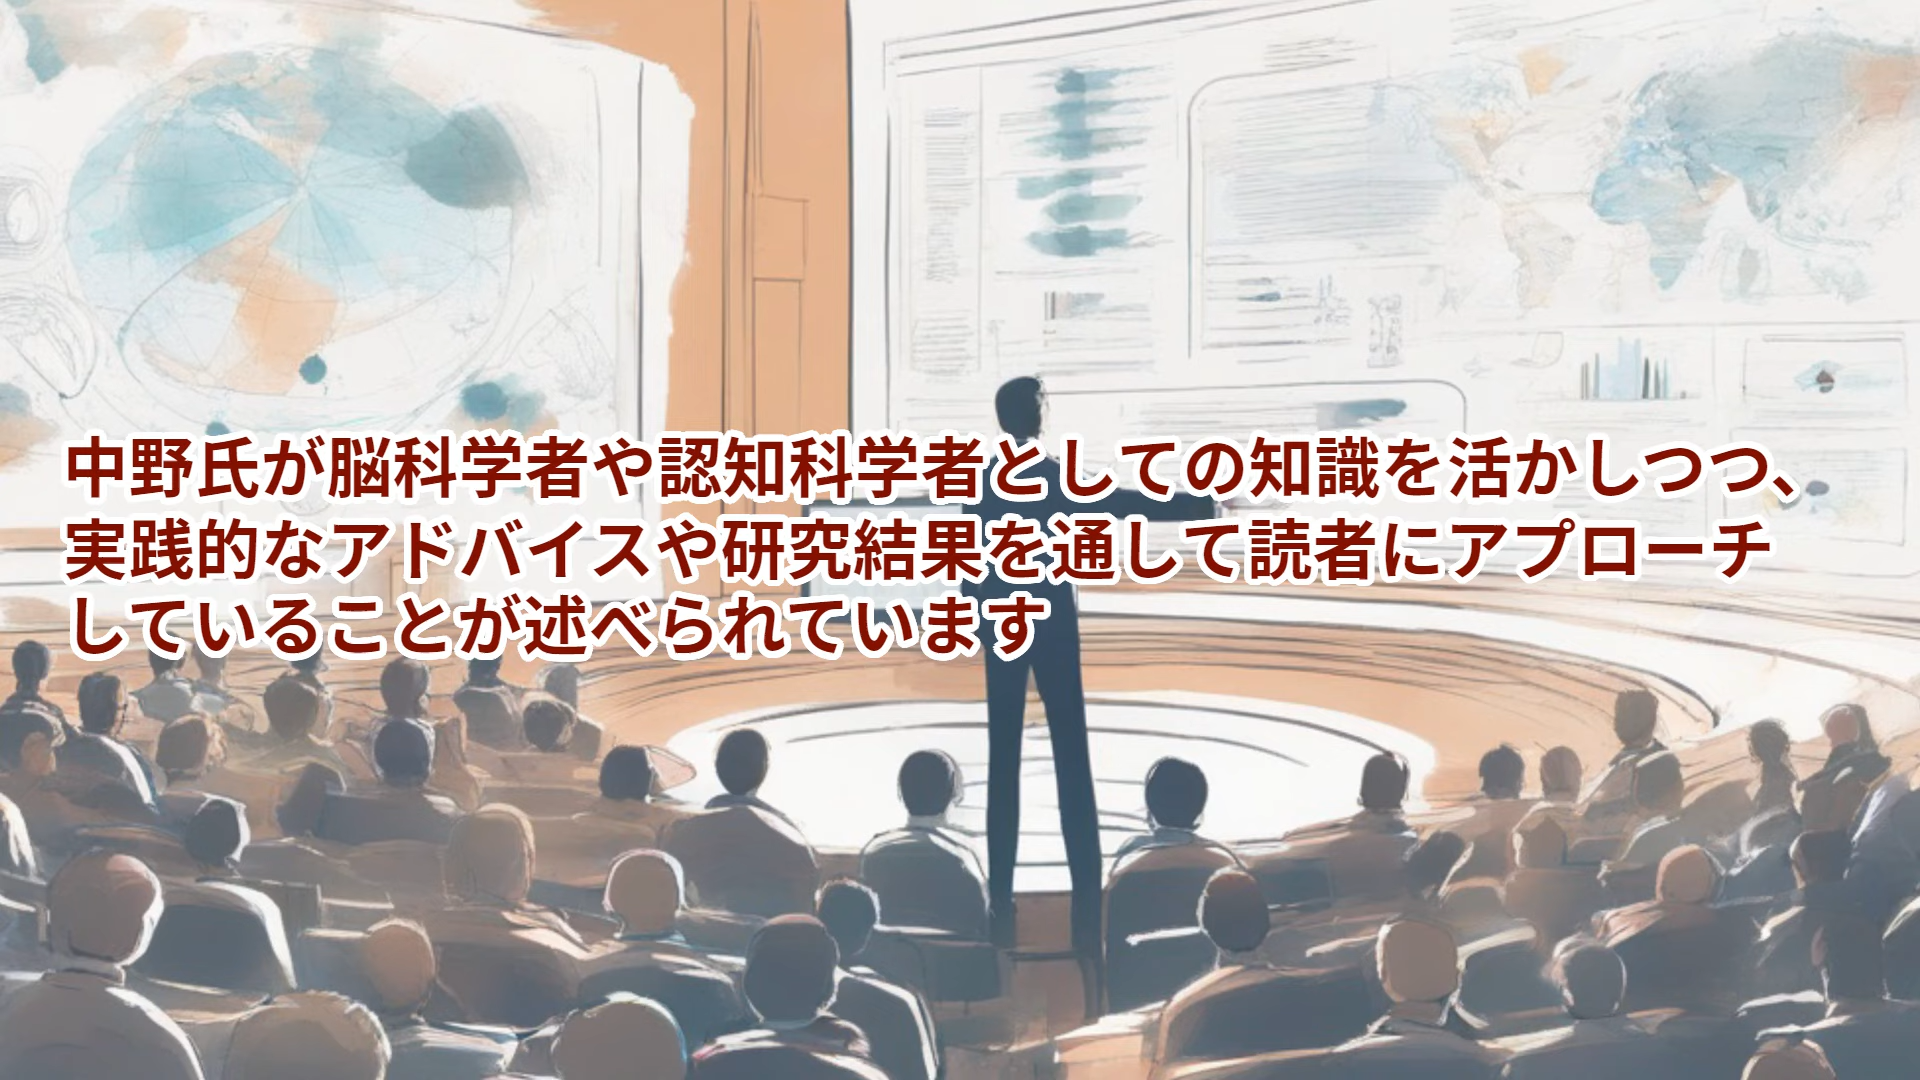 中野氏が脳科学者や認知科学者としての知識を活かしつつ、
実践的なアドバイスや研究結果を通して読者にアプローチ
していることが述べられています